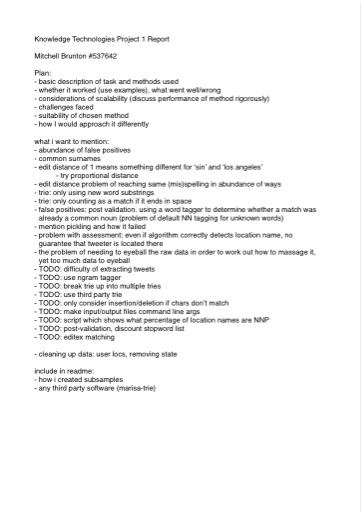 Knowledge Technologies Project 1 Report
Mitchell Brunton #537642
Plan:
- basic description of task and methods used
- whether it worked (use examples), what went well/wrong
- considerations of scalability (discuss performance of method rigorously)
- challenges faced
- suitability of chosen method
- how I would approach it differently
what i want to mention:
- abundance of false positives
- common surnames
- edit distance of 1 means something different for 'sin' and 'los angeles'
- try proportional distance
- edit distance problem of reaching same (mis)spelling in abundance of ways
- trie: only using new word substrings
- trie: only counting as a match if it ends in space
- false positives: post validation. using a word tagger to determine whether a match was
already a common noun (problem of default NN tagging for unknown words)
- mention pickling and how it failed
- problem with assessment: even if algorithm correctly detects location name, no
guarantee that tweeter is located there
- the problem of needing to eyeball the raw data in order to work out how to massage it,
yet too much data to eyeball
- TODO: difficulty of extracting tweets
- TODO: use ngram tagger
- TODO: break trie up into multiple tries
- TODO: use third party trie
- TODO: only consider insertion/deletion if chars don't match
- TODO: make input/output files command line args
- TODO: script which shows what percentage of location names are NNP
- TODO: post-validation, discount stopword list
- TODO: editex matching
- cleaning up data: user locs, removing state
include in readme:
- how i created subsamples
- any third party software (marisa-trie)